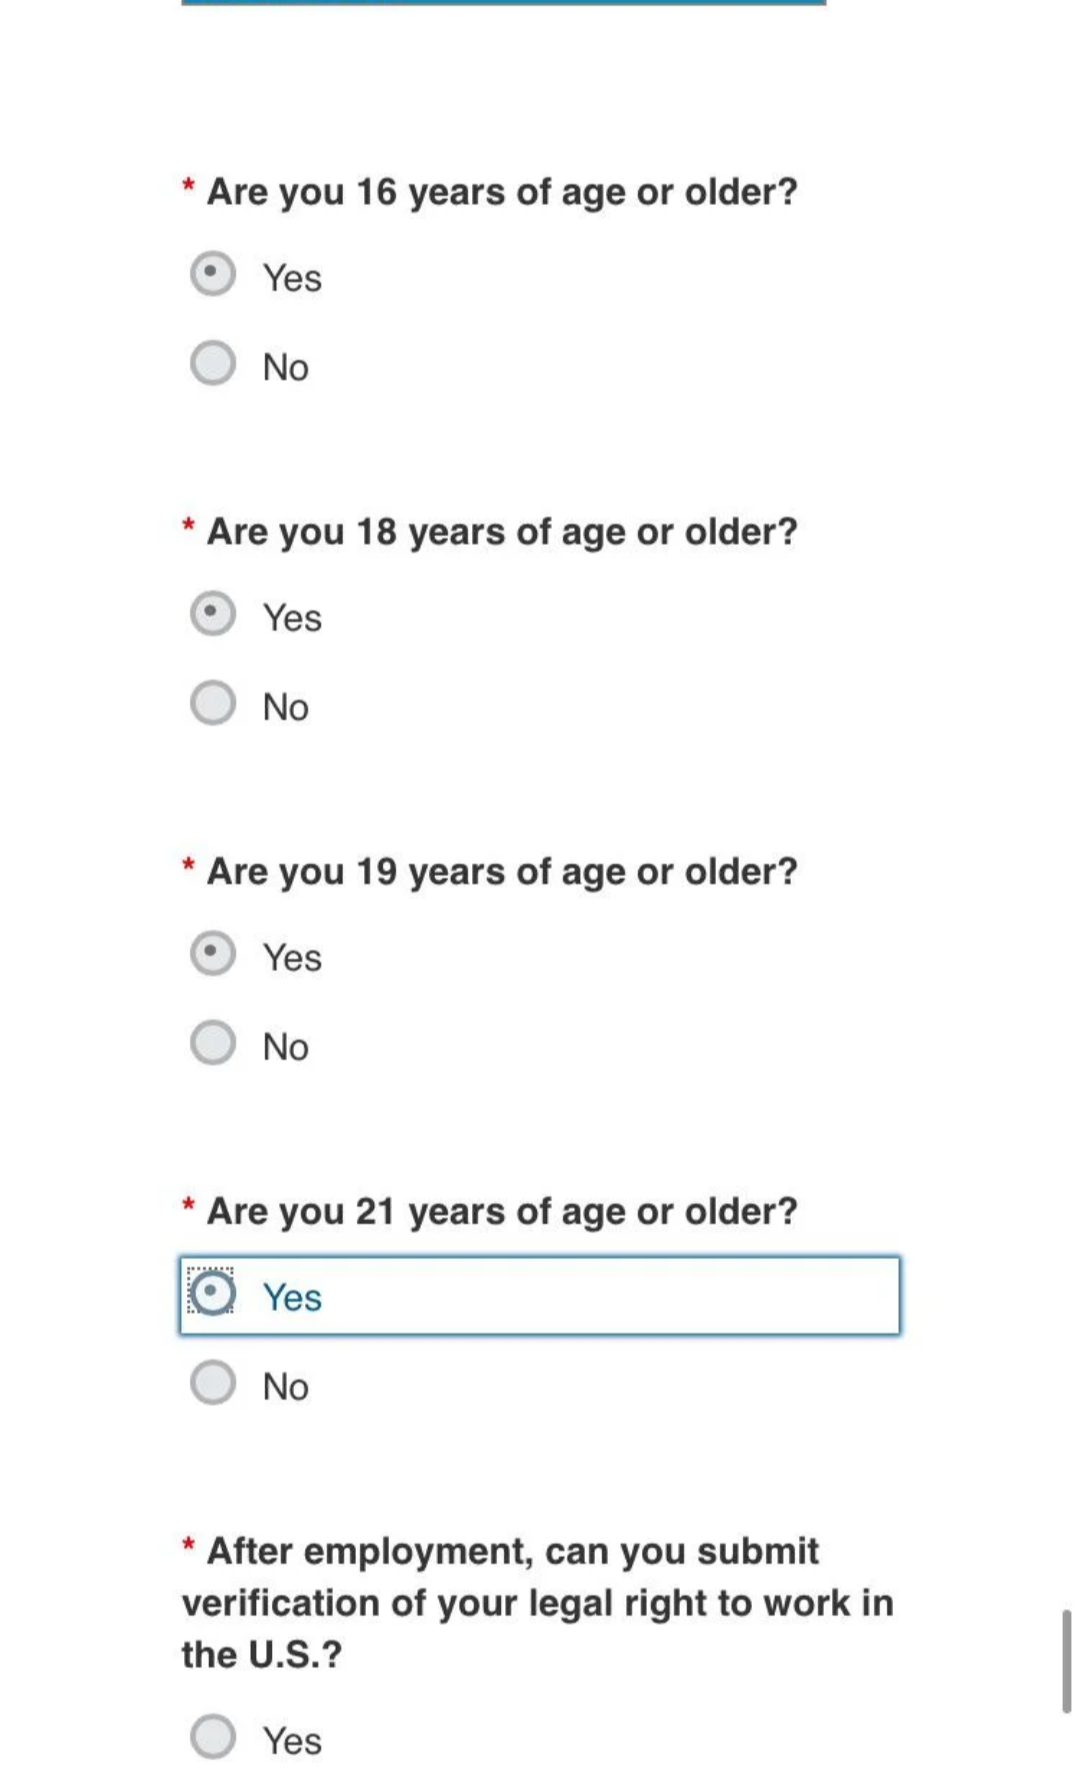 * Are you 16 years of age or older?
Yes
No
* Are you 18 years of age or older?
Yes
No
* Are you 19 years of age or older?
Yes
No
* Are you 21 years of age or older?
Yes
No
* After employment, can you submit
verification of your legal right to work in
the U.S.?
Yes